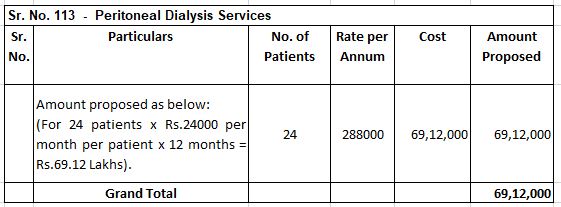 Sr. No. 113 - Peritoneal Dialysis Services
Sr. No. Particulars No. of Patients Rate per Annum Cost Amount Proposed
Amount proposed as below:
(For 24 patients x Rs.24000 per
month per patient x 12 months =
Rs.69.12 Lakhs).
24 288000 69,12,000 69,12,000
Grand Total 69,12,000